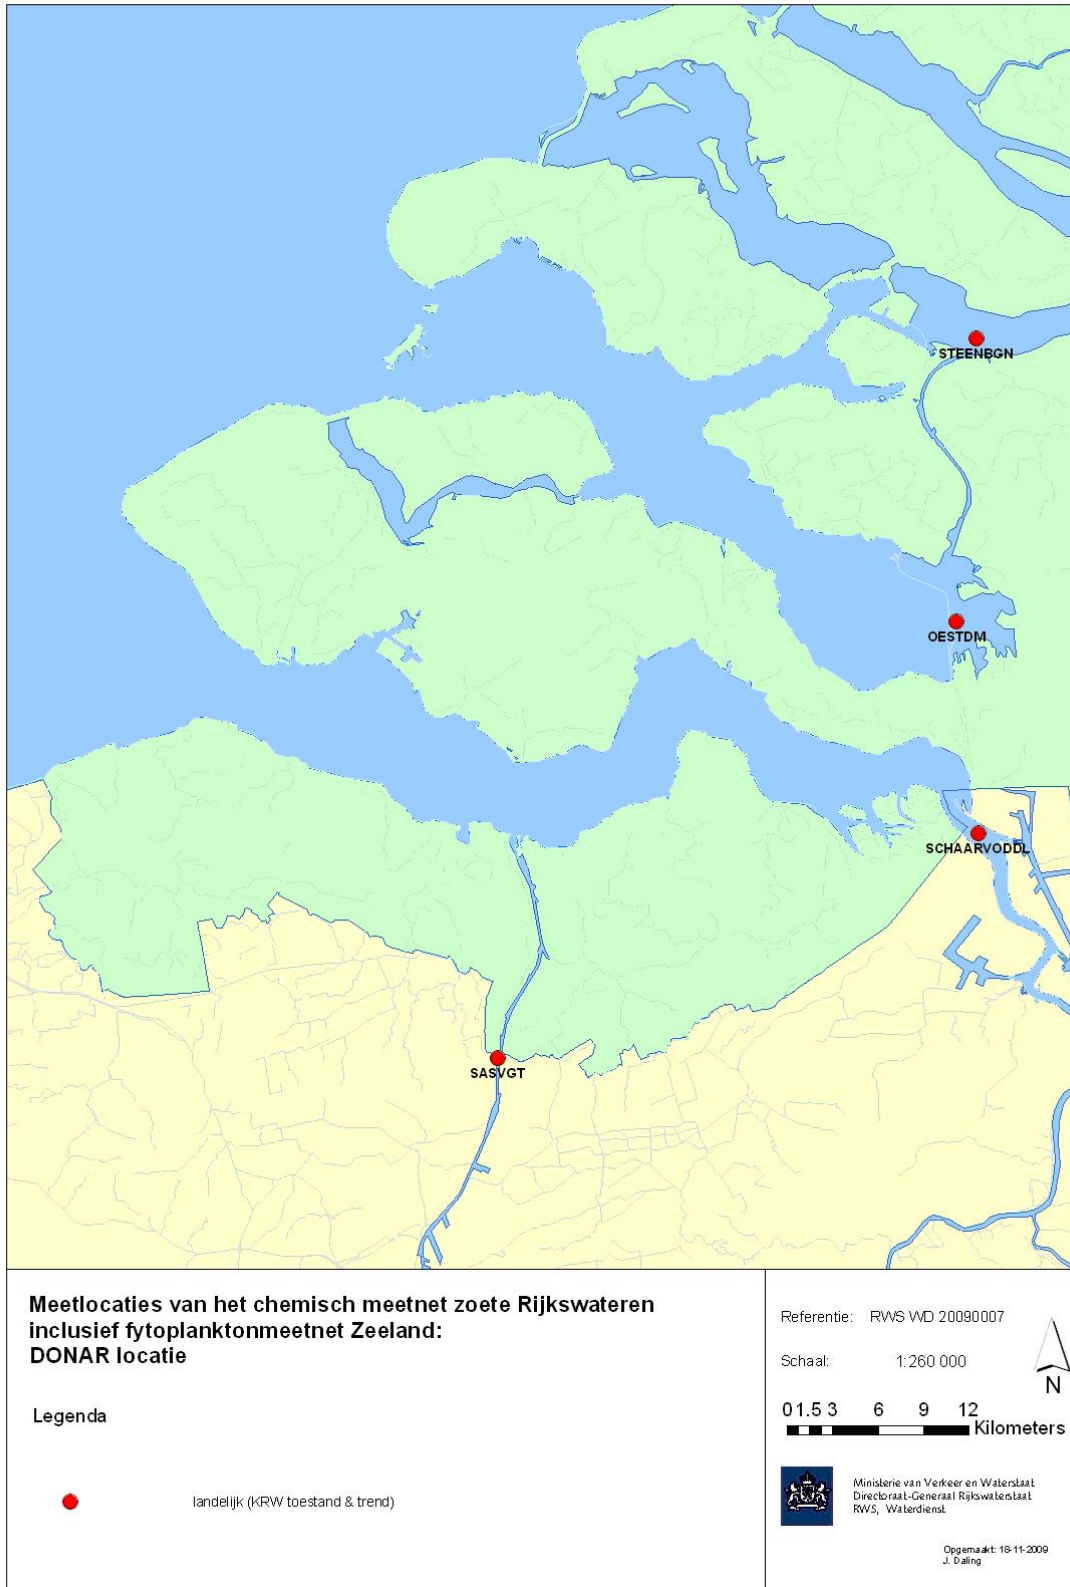 STEENBGN
OESTDM
SCHAARVODDL
SASVGT
Meetlocaties van het chemisch meetnet zoete Rijkswateren
inclusief fytoplanktonmeetnet Zeeland:
DONAR locatie
Legenda
landelijk (KRW toestand & trend)
Referentie: RWS WD 20090007
Schaal: 1:260 000
N
0 1.5 3 6 9 12
Kilometers
Ministerie van Verkeer en Waterstaat
Directoraat-Generaal Rijkswaterstaat
RWS, Waterdienst
Opgemaakt: 18-11-2009
J. Daling